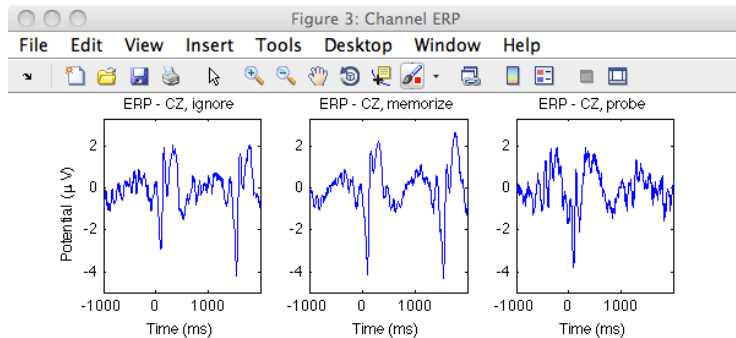 Figure 3: Channel ERP
File Edit View Insert Tools Desktop Window Help
ERP - CZ, ignore ERP - CZ, memorize ERP - CZ, probe
2 2 2
0 0 0
-2 -2 -2
-4 -4 -4
Potential (μ V)
-1000 0 1000 -1000 0 1000 -1000 0 1000
Time (ms) Time (ms) Time (ms)